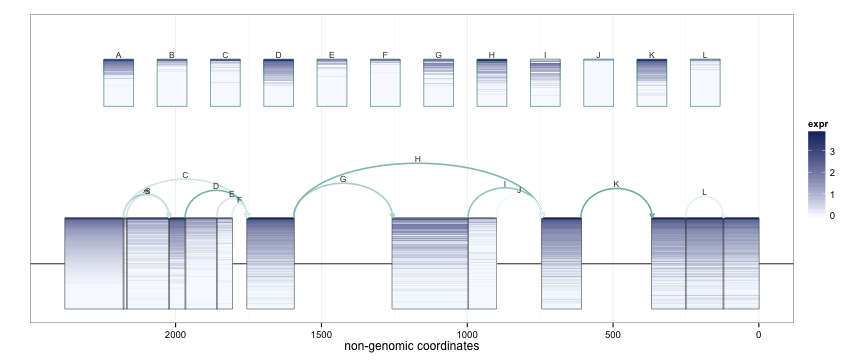 A B C D E F G H I J K L
expr
3
2
1
0
H
C
G
D
I
K
B
E
J
L
F
2000 1500 1000 500 0
non-genomic coordinates